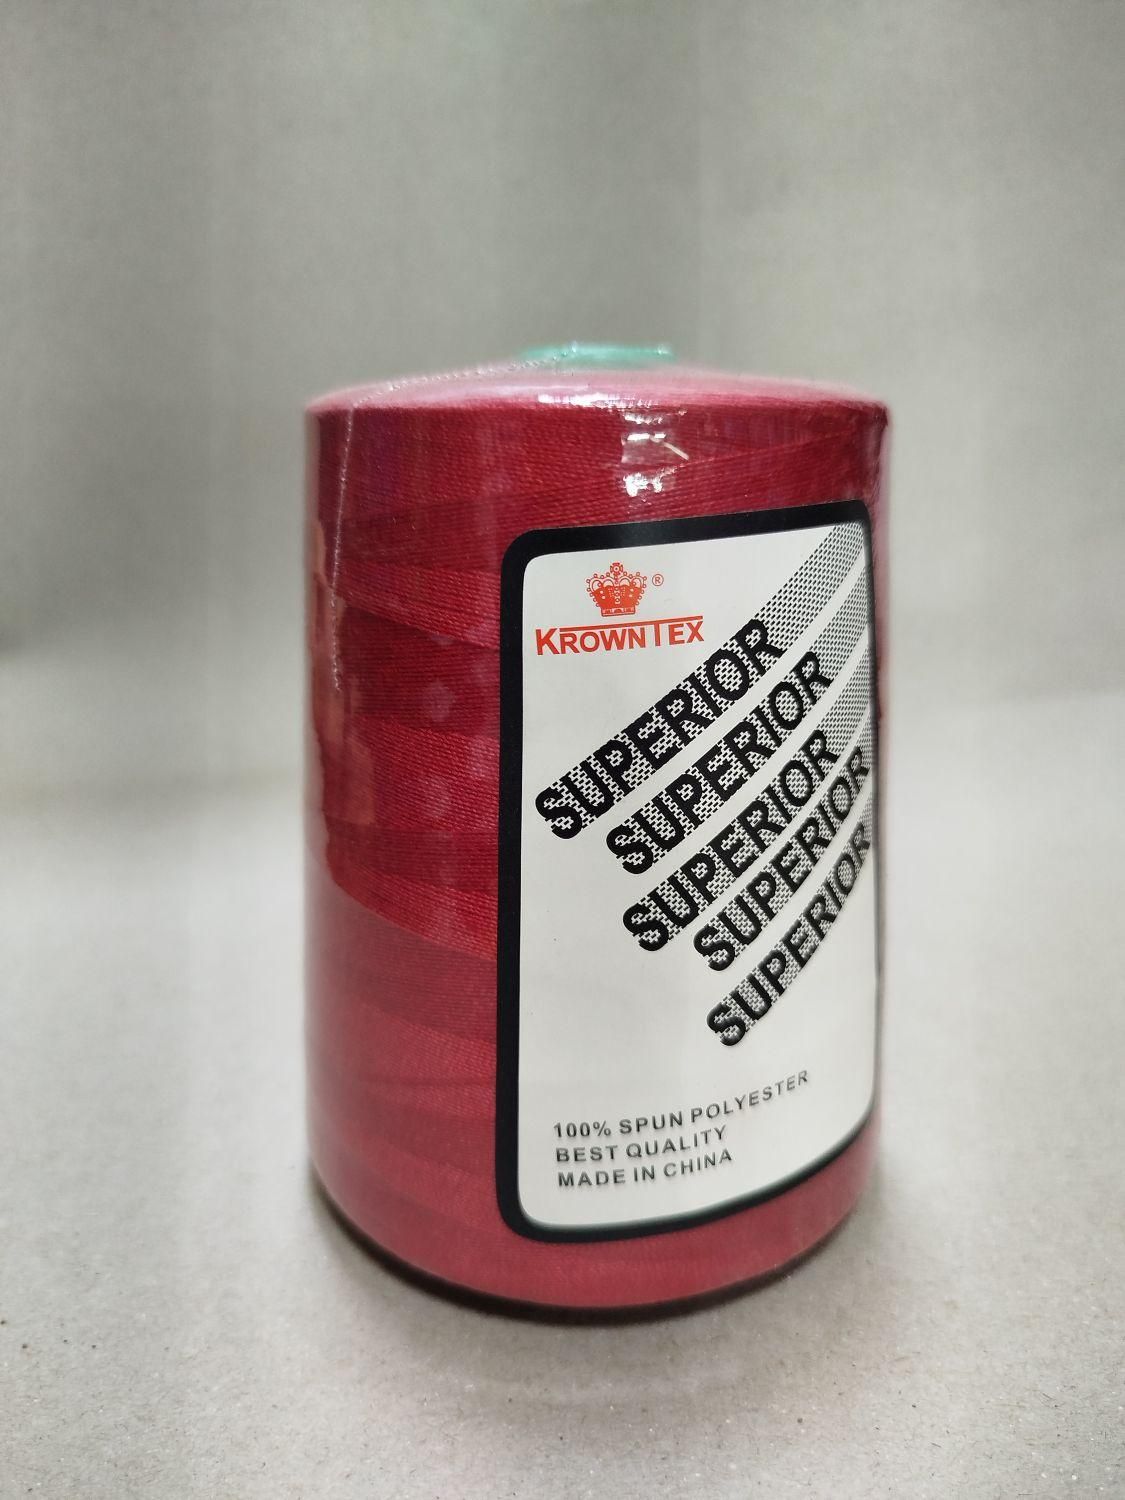 ®
KROWNTEX
SUPERIOR
SUPERIOR
SUPERIOR
SUPERIOR
SUPERIOR
100% SPUN POLYESTER
BEST QUALITY
MADE IN CHINA